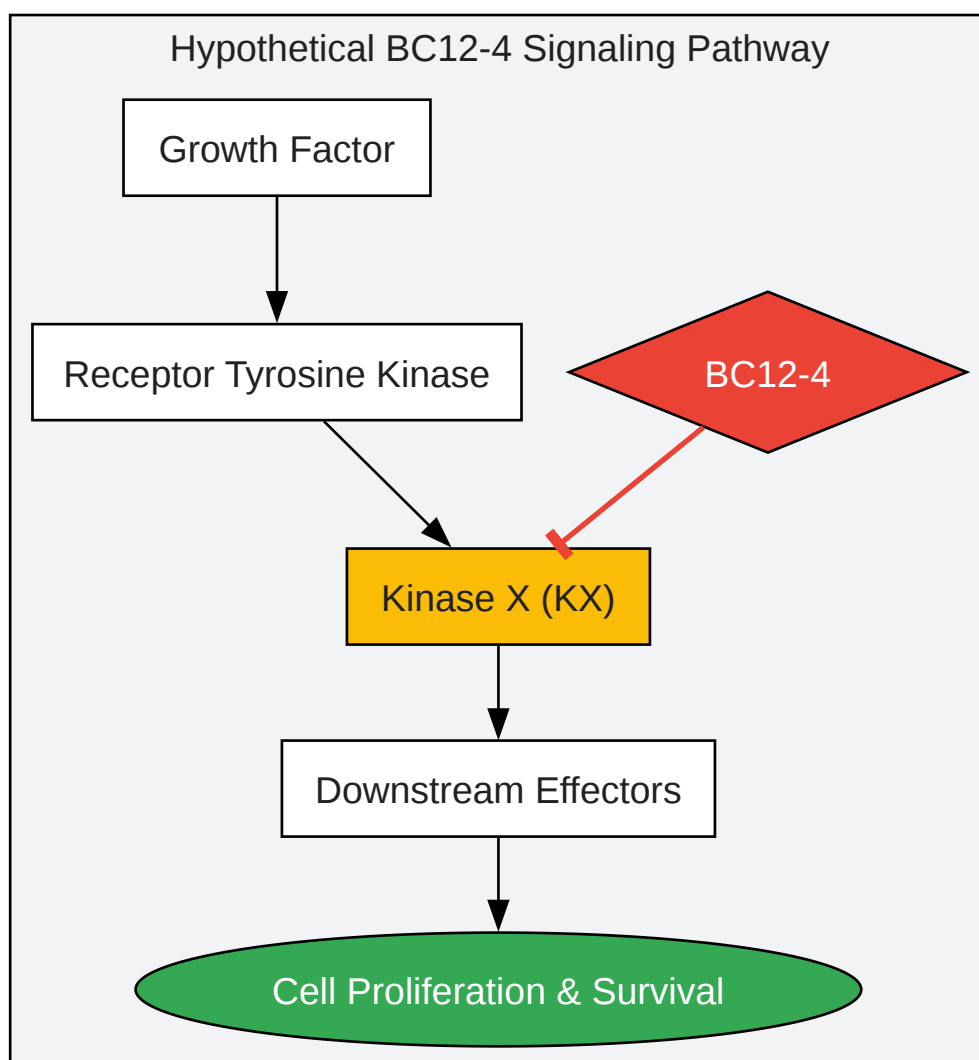 Hypothetical BC12-4 Signaling Pathway
Growth Factor
Receptor Tyrosine Kinase
BC12-4
Kinase X (KX)
Downstream Effectors
Cell Proliferation & Survival